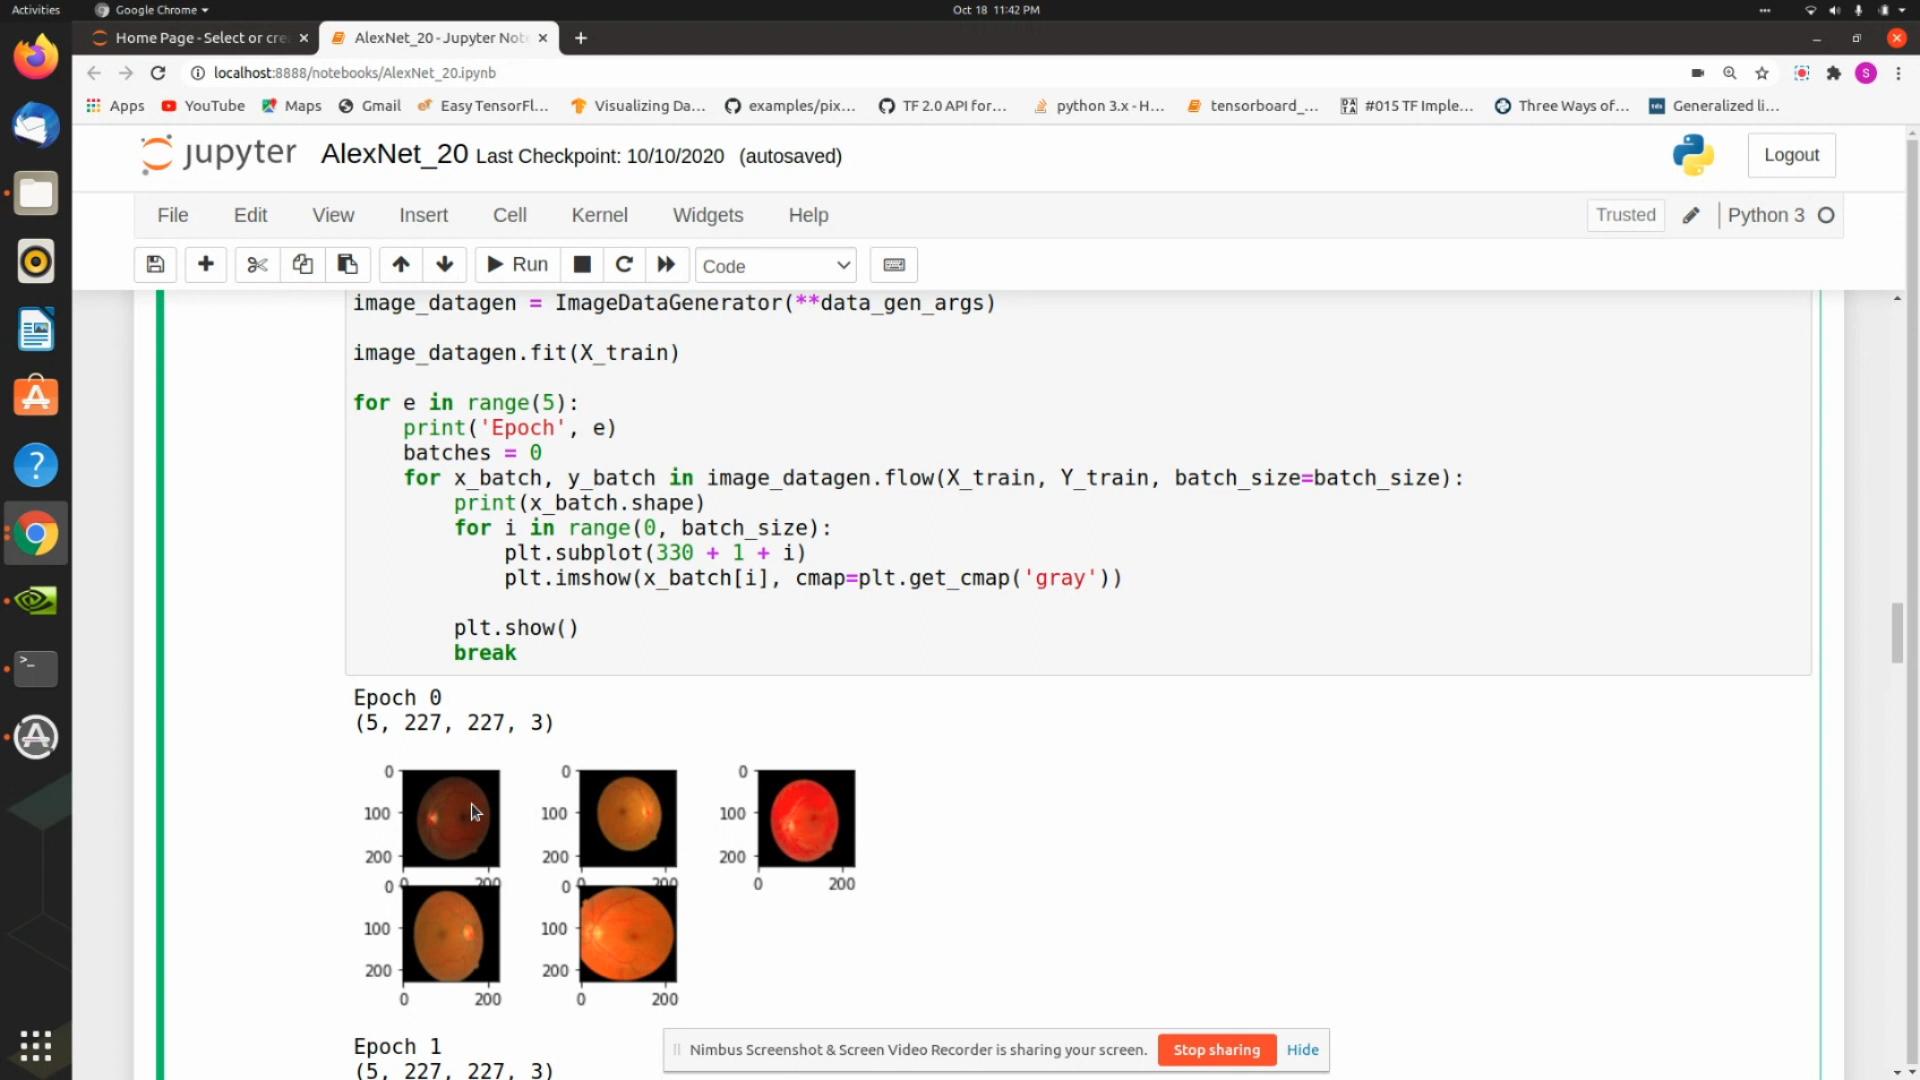 Activities Google Chrome Oct 18 11:42 PM
Home Page - Select or cre AlexNet_20 - Jupyter Not
localhost:8888/notebooks/AlexNet_20.ipynb S
Apps YouTube Maps Gmail Easy TensorFl... Visualizing Da... examples/pix... TF 2.0 API for... python 3.x - H... tensorboard_... #015 TF Imple... Three Ways of... Generalized li...
jupyter AlexNet_20 Last Checkpoint: 10/10/2020 (autosaved) Logout
File Edit View Insert Cell Kernel Widgets Help Trusted Python 3
Run Code
image_datagen = ImageDataGenerator(**data_gen_args)
image_datagen.fit(X_train)
for e in range(5):
print('Epoch', e)
batches = 0
for x_batch, y_batch in image_datagen.flow(X_train, Y_train, batch_size=batch_size):
print(x_batch.shape)
for i in range(0, batch_size):
plt.subplot(330 + 1 + i)
plt.imshow(x_batch[i], cmap=plt.get_cmap('gray'))
plt.show()
break
Epoch 0
(5, 227, 227, 3)
0 0 0
100 100 100
200 200 200
0 200 0 200 0 200
0 0
100 100
200 200
0 200 0 200
Epoch 1
(5, 227, 227, 3)
Nimbus Screenshot & Screen Video Recorder is sharing your screen. Stop sharing Hide